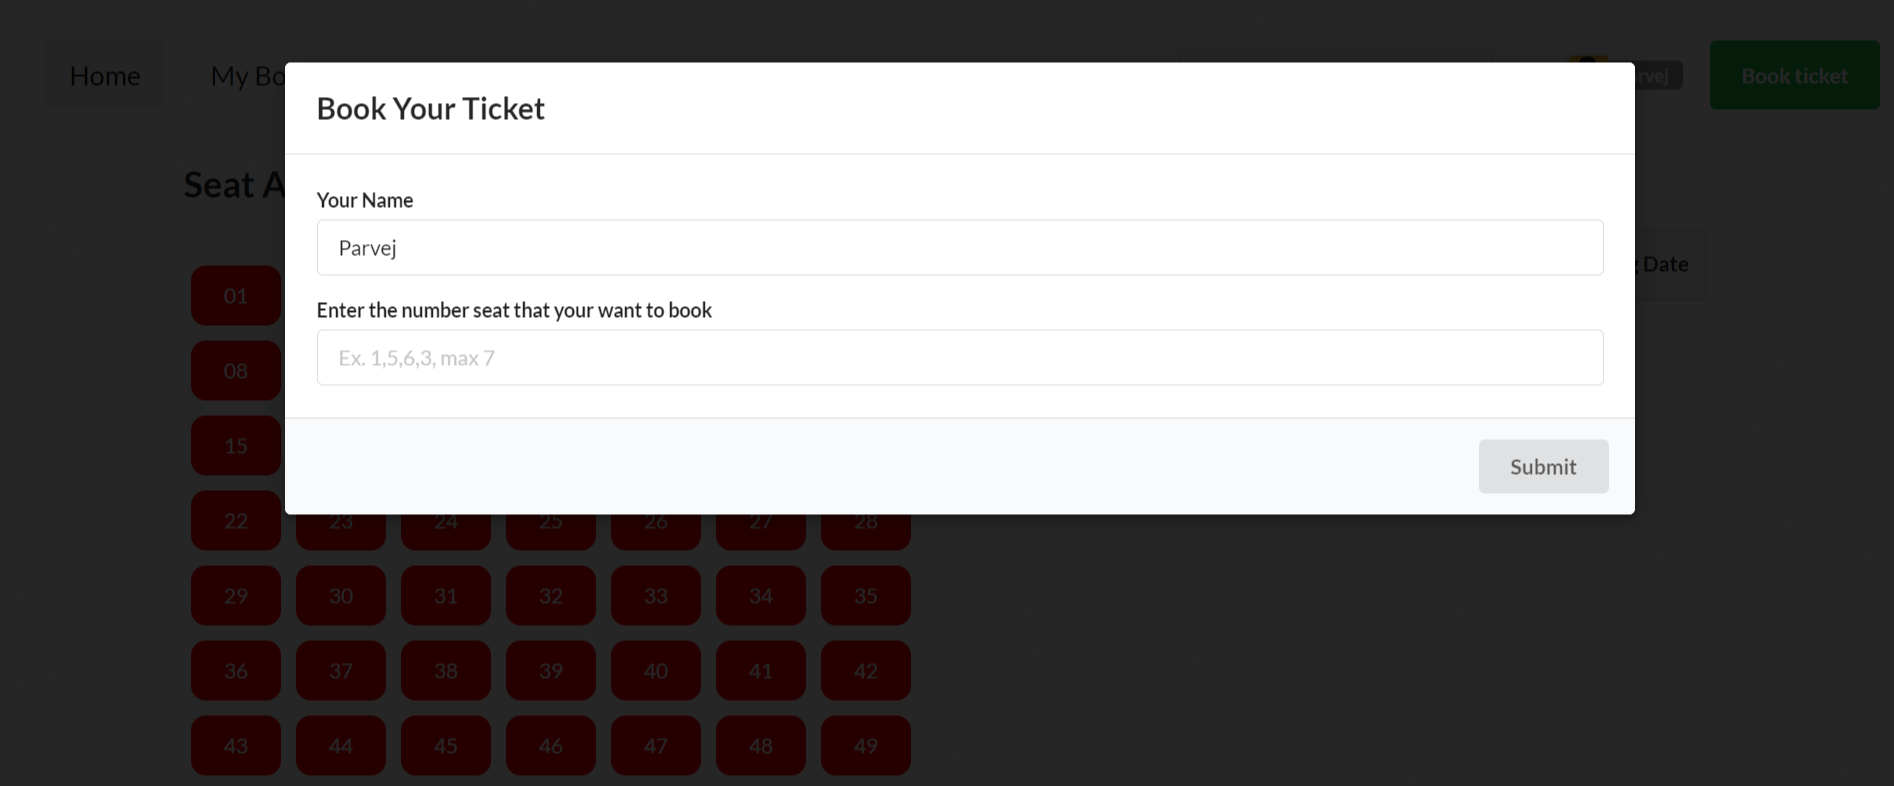 Home My Bo rvej Book ticket
Book Your Ticket
Seat A
Your Name
Parvej
Date
Enter the number seat that your want to book
Ex. 1,5,6,3, max 7
Submit
01
08
15
22 23 24 25 26 27 28
29 30 31 32 33 34 35
36 37 38 39 40 41 42
43 44 45 46 47 48 49